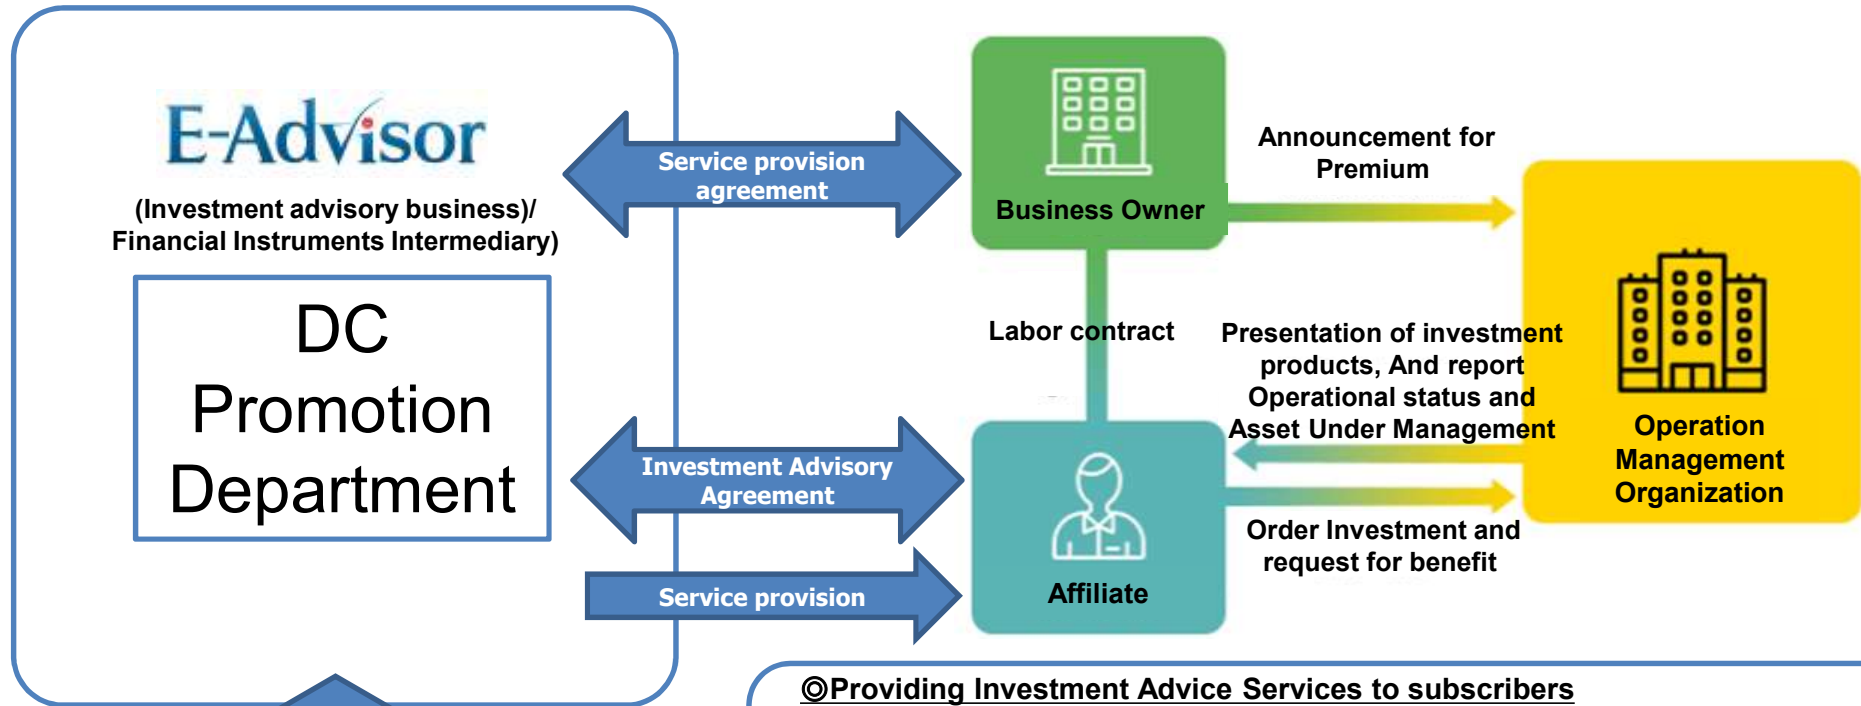 E-Advisor
(Investment advisory business)/
Financial Instruments Intermediary)
DC
Promotion
Department
Service provision
agreement
Investment Advisory
Agreement
Service provision
Business Owner
Labor contract
Affiliate
Announcement for
Premium
Presentation of investment
products, And report
Operational status and
Asset Under Management
Order Investment and
request for benefit
Operation
Management
Organization
◎Providing Investment Advice Services to subscribers